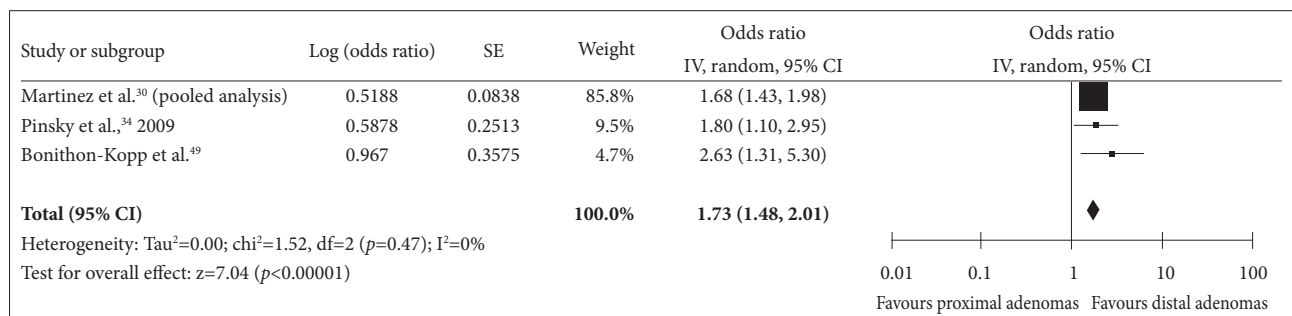 Odds ratio Odds ratio
Study or subgroup Log (odds ratio) SE Weight IV, random, 95% CI IV, random, 95% CI
Martinez et al.³⁰ (pooled analysis) 0.5188 0.0838 85.8% 1.68 (1.43, 1.98)
Pinsky et al.,³⁴ 2009 0.5878 0.2513 9.5% 1.80 (1.10, 2.95)
Bonithon-Kopp et al.⁴⁹ 0.967 0.3575 4.7% 2.63 (1.31, 5.30)
Total (95% CI) 100.0% 1.73 (1.48, 2.01)
Heterogeneity: Tau²=0.00; chi²=1.52, df=2 (p=0.47); I²=0%
Test for overall effect: z=7.04 (p<0.00001)
0.01 0.1 1 10 100
Favours proximal adenomas Favours distal adenomas